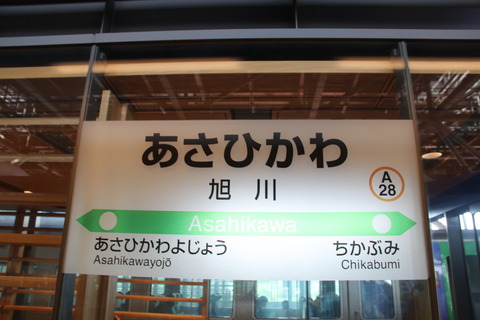 あさひかわ
旭川
A
28
Asahikawa
あさひかわよじょう
Asahikawayojō
ちかぶみ
Chikabumi